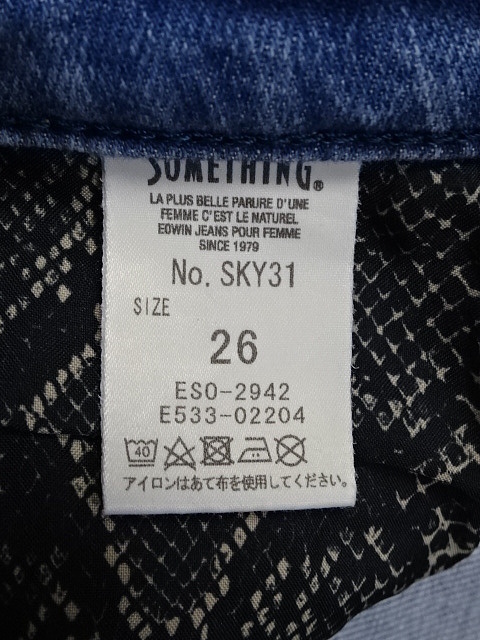 SOMETHING®
LA PLUS BELLE PARURE D'UNE
FEMME C'EST LE NATUREL
EDWIN JEANS POUR FEMME
SINCE 1979
No. SKY31
SIZE
26
ESO-2942
E533-02204
40
アイロンはあて布を使用してください。